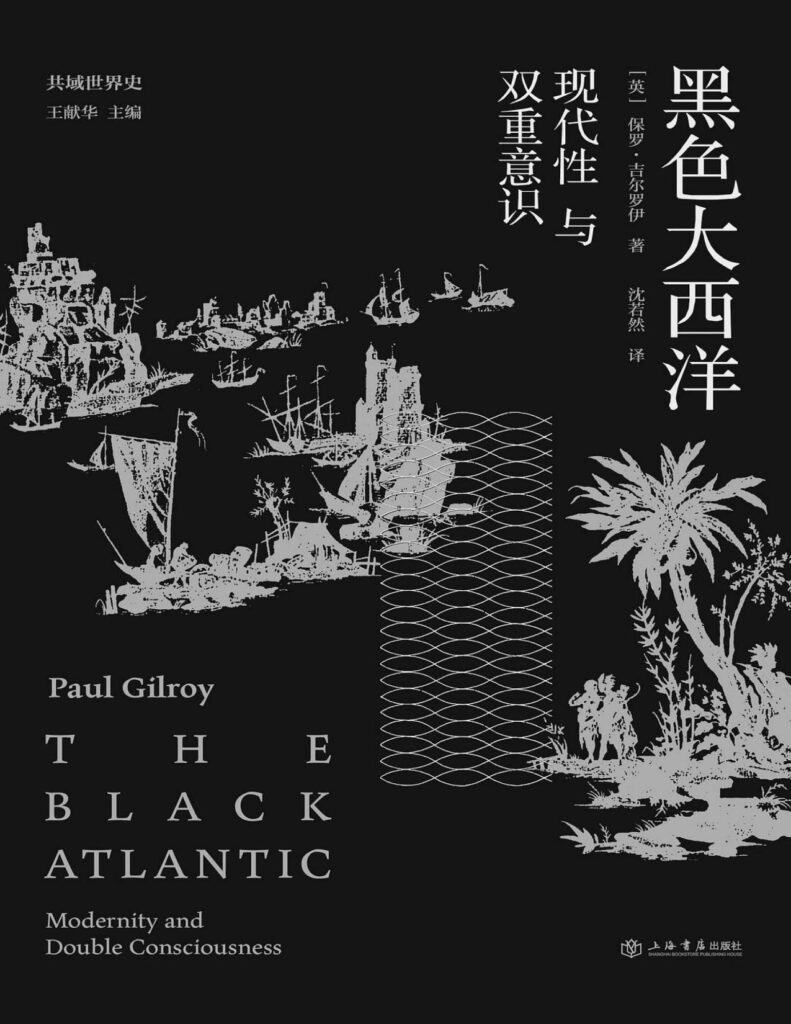 共域世界史
王献华 主编
黑色大西洋
[英] 保罗·吉尔罗伊 著 沈若然 译
现代性 与
双重意识
Paul Gilroy
THE
BLACK
ATLANTIC
Modernity and
Double Consciousness
上海书店出版社
SHANGHAI BOOKSTORE PUBLISHING HOUSE